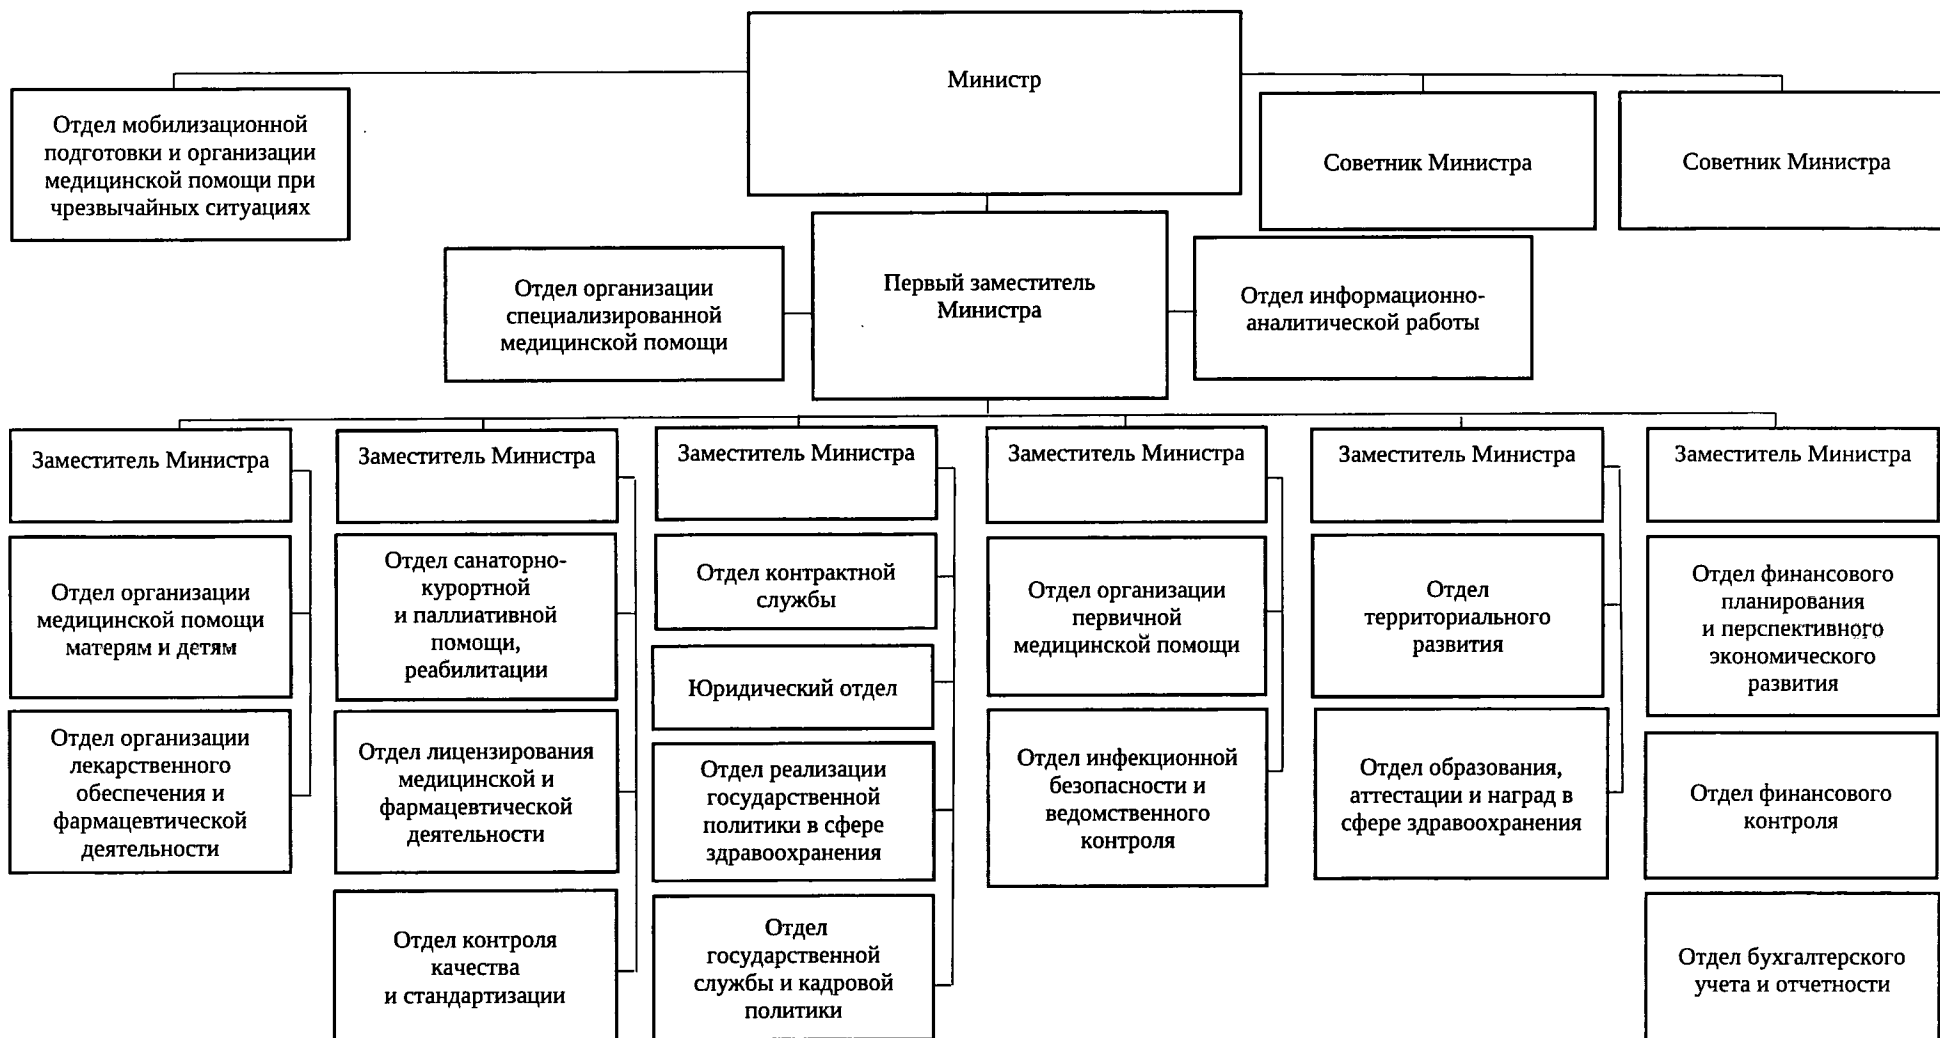 Министр
Отдел мобилизационной
подготовки и организации
медицинской помощи при
чрезвычайных ситуациях
Советник Министра
Советник Министра
Первый заместитель
Министра
Отдел организации
специализированной
медицинской помощи
Отдел информационно-
аналитической работы
Заместитель Министра
Отдел организации
медицинской помощи
матерям и детям
Отдел организации
лекарственного
обеспечения и
фармацевтической
деятельности
Заместитель Министра
Отдел санаторно-
курортной
и паллиативной
помощи,
реабилитации
Отдел лицензирования
медицинской и
фармацевтической
деятельности
Отдел контроля
качества
и стандартизации
Заместитель Министра
Отдел контрактной
службы
Юридический отдел
Отдел реализации
государственной
политики в сфере
здравоохранения
Отдел
государственной
службы и кадровой
политики
Заместитель Министра
Отдел организации
первичной
медицинской помощи
Отдел инфекционной
безопасности и
ведомственного
контроля
Заместитель Министра
Отдел
территориального
развития
Отдел образования,
аттестации и наград в
сфере здравоохранения
Заместитель Министра
Отдел финансового
планирования
и перспективного
экономического
развития
Отдел финансового
контроля
Отдел бухгалтерского
учета и отчетности